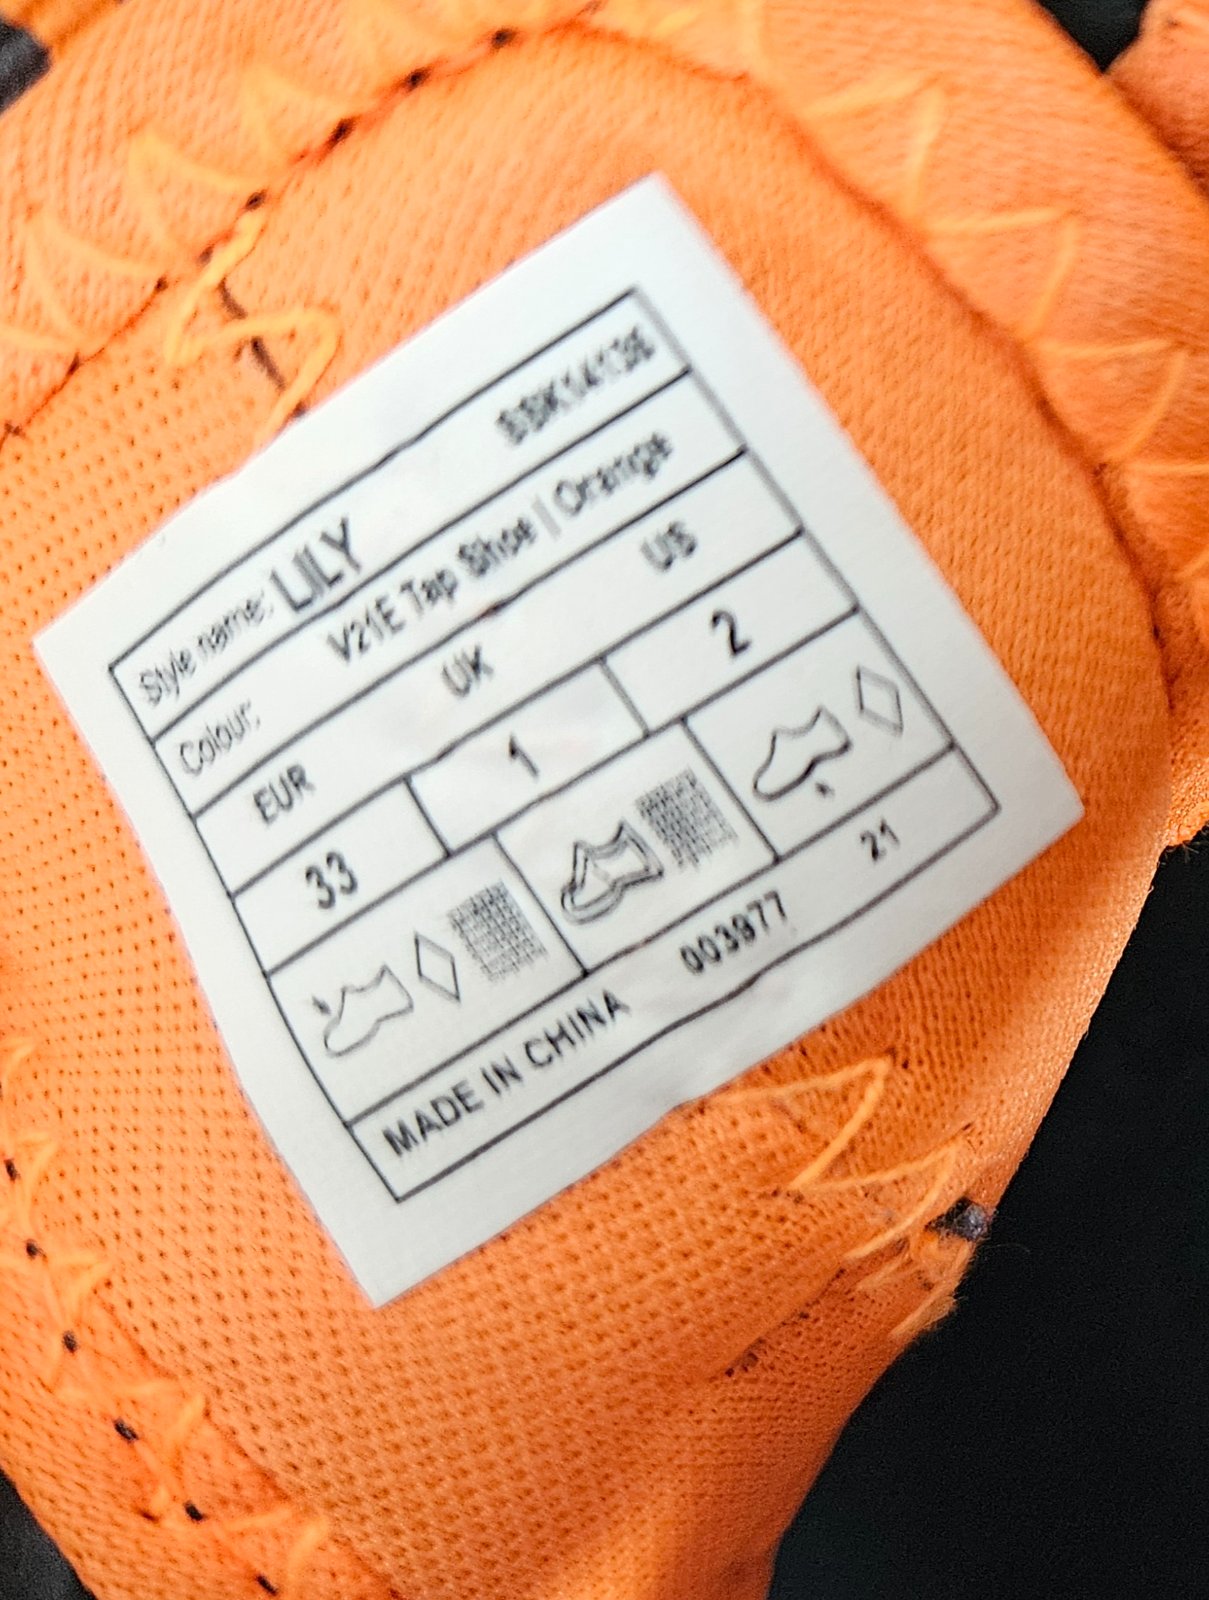 Style name: LILY
Colour: V21E Tap Shoe | Orange
EUR UK US
33 1 2
MADE IN CHINA 003977 21